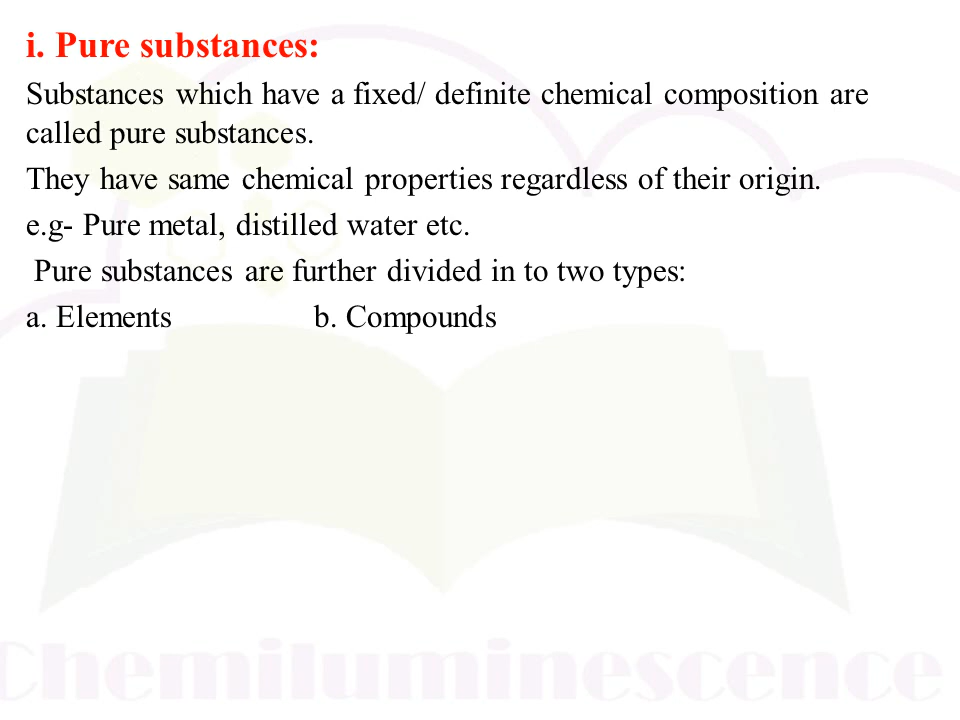 i. Pure substances:
Substances which have a fixed/ definite chemical composition are
called pure substances.
They have same chemical properties regardless of their origin.
e.g- Pure metal, distilled water etc.
Pure substances are further divided in to two types:
a. Elements b. Compounds
Chemiluminescence